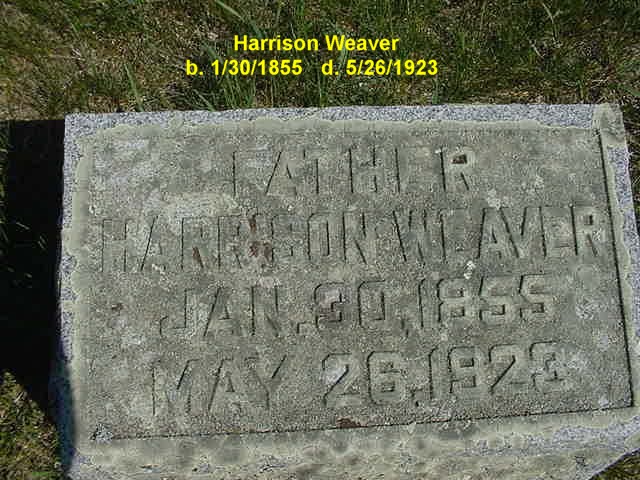 Harrison Weaver
b. 1/30/1855 d. 5/26/1923
FATHER
HARRISON WEAVER
JAN. 30, 1855
MAY 26, 1923